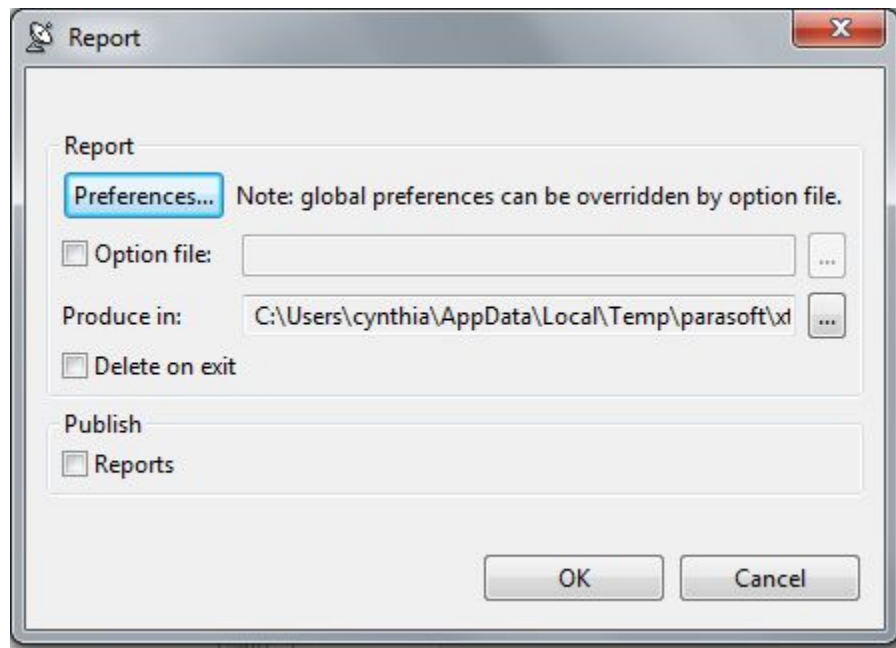 Report
Report
Preferences... Note: global preferences can be overridden by option file.
Option file: ...
Produce in: C:\Users\cynthia\AppData\Local\Temp\parasoft\xt ...
Delete on exit
Publish
Reports
OK Cancel